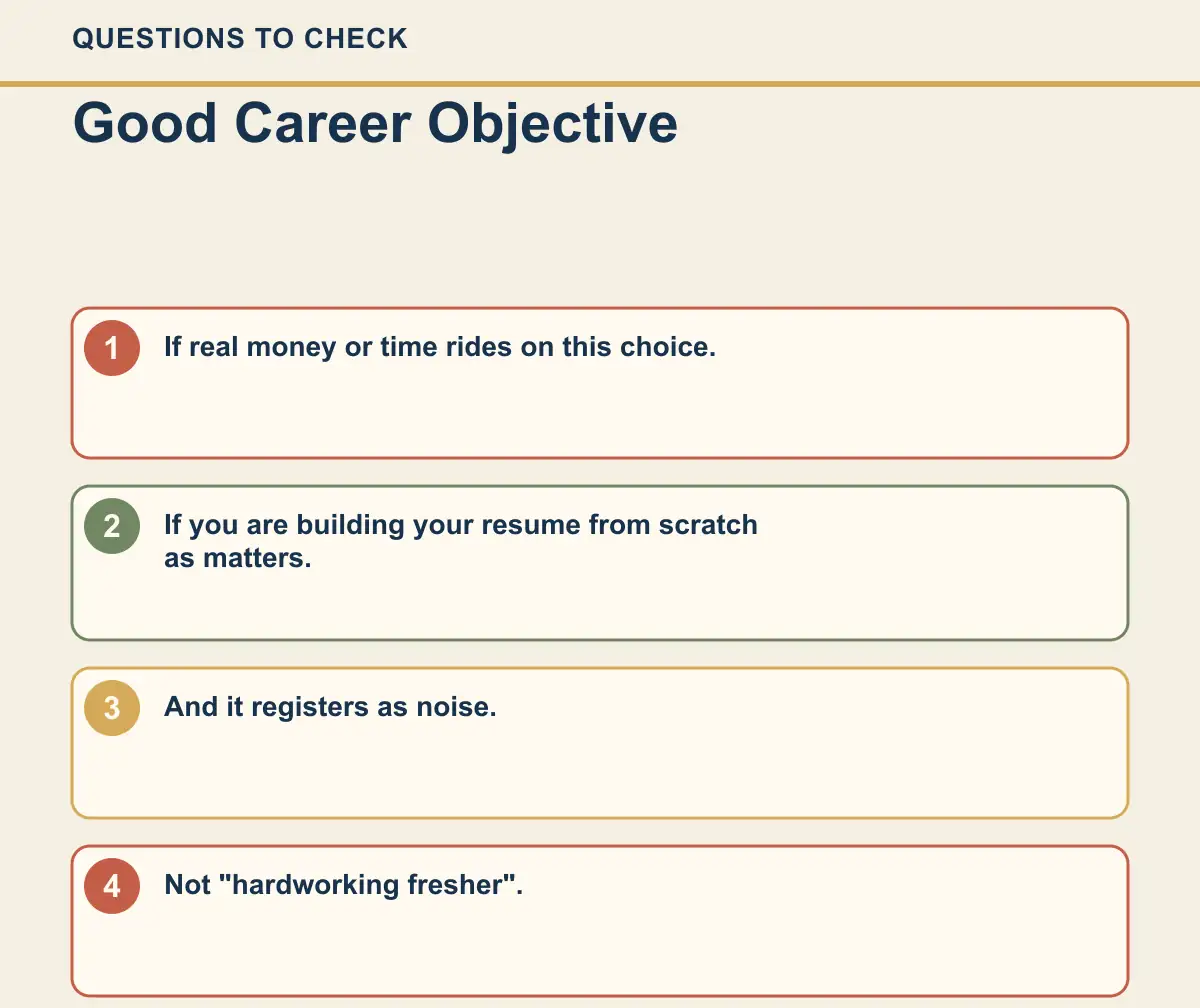 QUESTIONS TO CHECK
Good Career Objective
1
If real money or time rides on this choice.
2
If you are building your resume from scratch
as matters.
3
And it registers as noise.
4
Not "hardworking fresher".